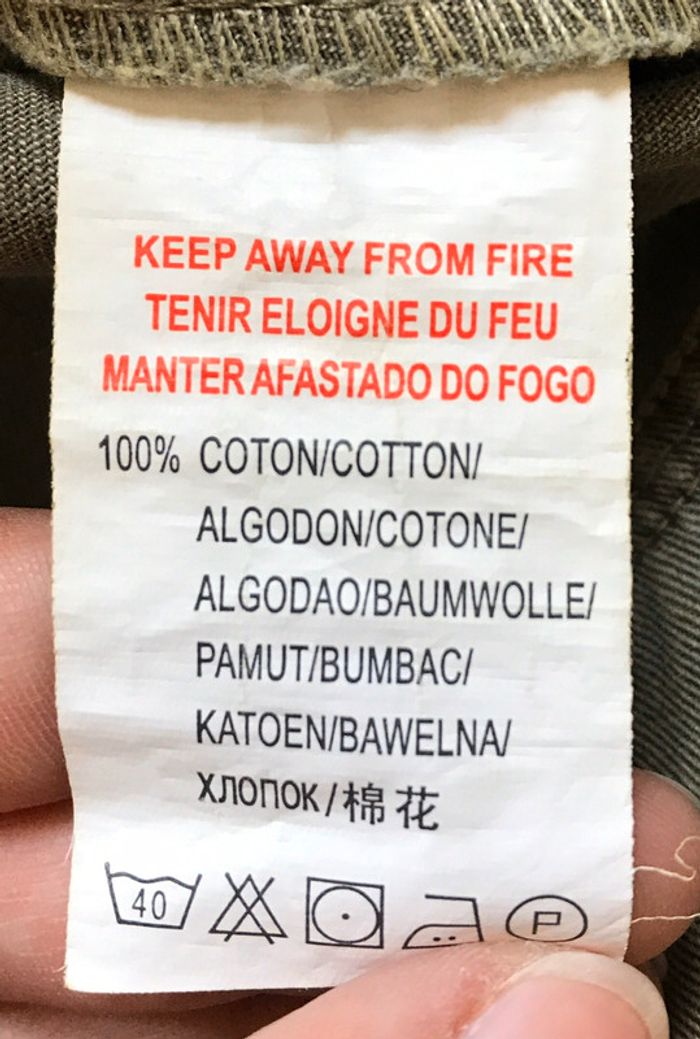 KEEP AWAY FROM FIRE
TENIR ELOIGNE DU FEU
MANTER AFASTADO DO FOGO
100% COTON/COTTON/
ALGODON/COTONE/
ALGODAO/BAUMWOLLE/
PAMUT/BUMBAC/
KATOEN/BAWELNA/
ХЛОПОК/棉花
40 P